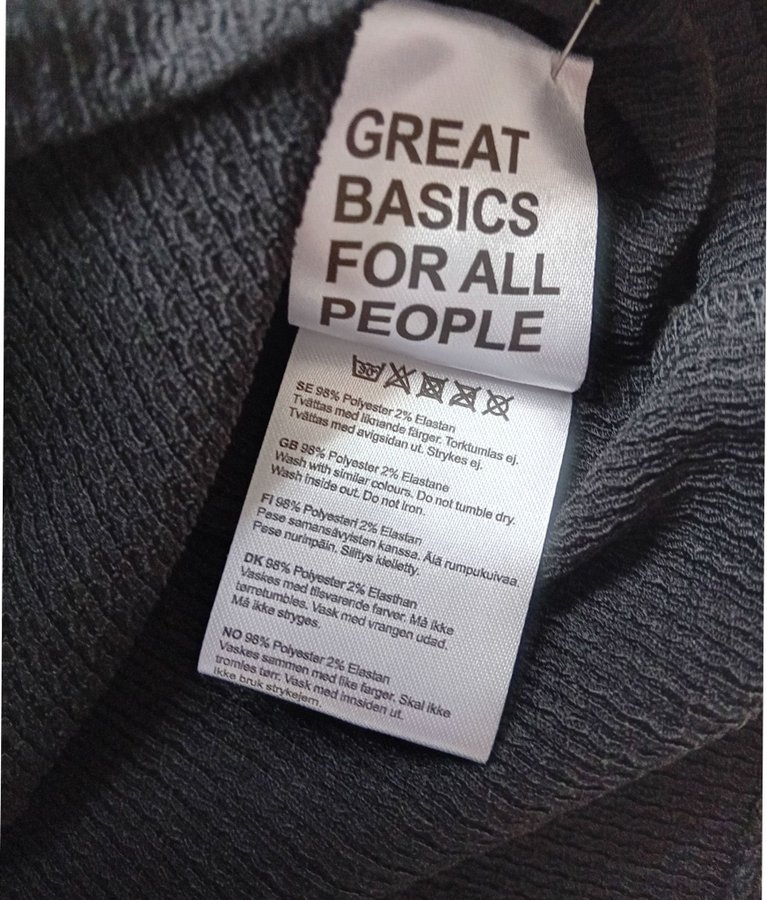 GREAT
BASICS
FOR ALL
PEOPLE
30°
SE 98% Polyester 2% Elastan
Tvättas med liknande färger. Torktumlas ej.
Tvättas med avigsidan ut. Strykes ej.
GB 98% Polyester 2% Elastane
Wash with similar colours. Do not tumble dry.
Wash inside out. Do not iron.
FI 98% Polyesteri 2% Elastan
Pese samansävyisten kanssa. Älä rumpukuivaa.
Pese nurinpäin. Silitys kielletty.
DK 98% Polyester 2% Elasthan
Vaskes med tilsvarende farver. Må ikke
tørretumbles. Vask med vrangen udad.
Må ikke stryges.
NO 98% Polyester 2% Elastan
Vaskes sammen med like farger. Skal ikke
tromles tørr. Vask med innsiden ut.
Ikke bruk strykejern.